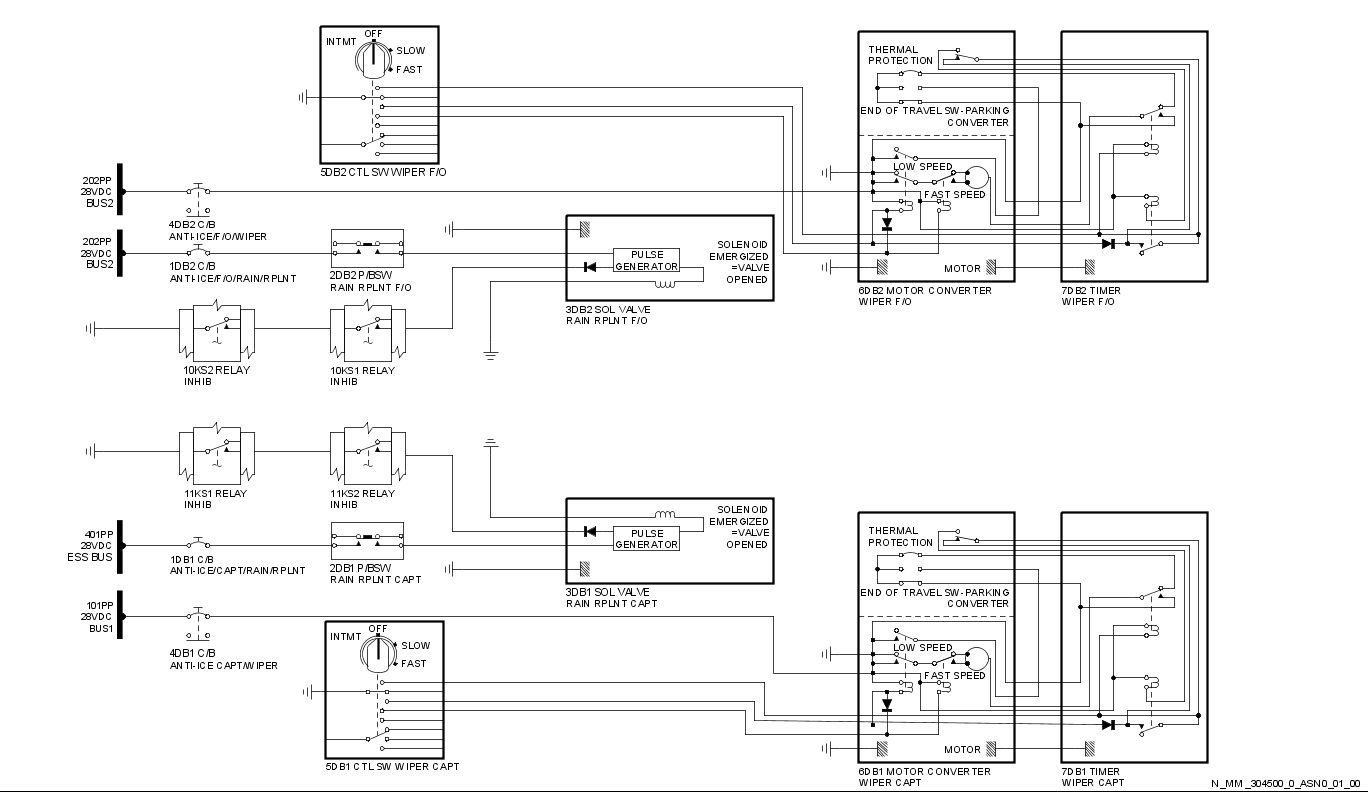 OFF
INTMT
SLOW
FAST
5DB2 CTL SW WIPER F/O
THERMAL
PROTECTION
END OF TRAVEL SW-PARKING
CONVERTER
LOW SPEED
FAST SPEED
MOTOR
6DB2 MOTOR CONVERTER
WIPER F/O
7DB2 TIMER
WIPER F/O
202PP
28VDC
BUS2
4DB2 C/B
ANTI-ICE/F/O/WIPER
202PP
28VDC
BUS2
1DB2 C/B
ANTI-ICE/F/O/RAIN/RPLNT
2DB2 P/BSW
RAIN RPLNT F/O
PULSE
GENERATOR
SOLENOID
EMERGIZED
=VALVE
OPENED
3DB2 SOL VALVE
RAIN RPLNT F/O
10KS2 RELAY
INHIB
10KS1 RELAY
INHIB
11KS1 RELAY
INHIB
11KS2 RELAY
INHIB
401PP
28VDC
ESS BUS
1DB1 C/B
ANTI-ICE/CAPT/RAIN/RPLNT
2DB1 P/BSW
RAIN RPLNT CAPT
PULSE
GENERATOR
SOLENOID
EMERGIZED
=VALVE
OPENED
3DB1 SOL VALVE
RAIN RPLNT CAPT
101PP
28VDC
BUS1
4DB1 C/B
ANTI-ICE CAPT/WIPER
OFF
INTMT
SLOW
FAST
5DB1 CTL SW WIPER CAPT
THERMAL
PROTECTION
END OF TRAVEL SW-PARKING
CONVERTER
LOW SPEED
FAST SPEED
MOTOR
6DB1 MOTOR CONVERTER
WIPER CAPT
7DB1 TIMER
WIPER CAPT
N_MM_304500_0_ASN0_01_00